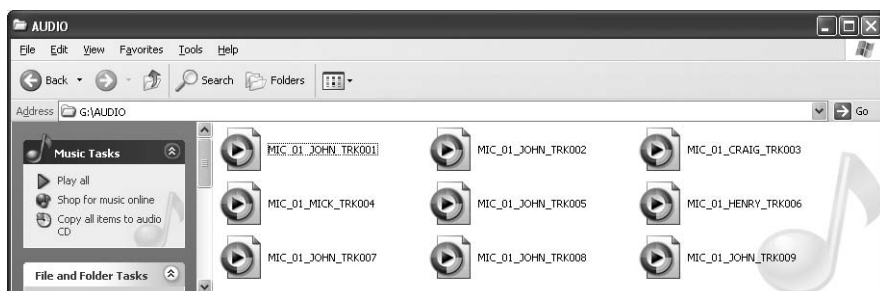 AUDIO
File Edit View Favorites Tools Help
Back Search Folders
Address G:\AUDIO Go
Music Tasks
Play all
Shop for music online
Copy all items to audio
CD
File and Folder Tasks
MIC_01_JOHN_TRK001 MIC_01_JOHN_TRK002 MIC_01_CRAIG_TRK003
MIC_01_MICK_TRK004 MIC_01_JOHN_TRK005 MIC_01_HENRY_TRK006
MIC_01_JOHN_TRK007 MIC_01_JOHN_TRK008 MIC_01_JOHN_TRK009